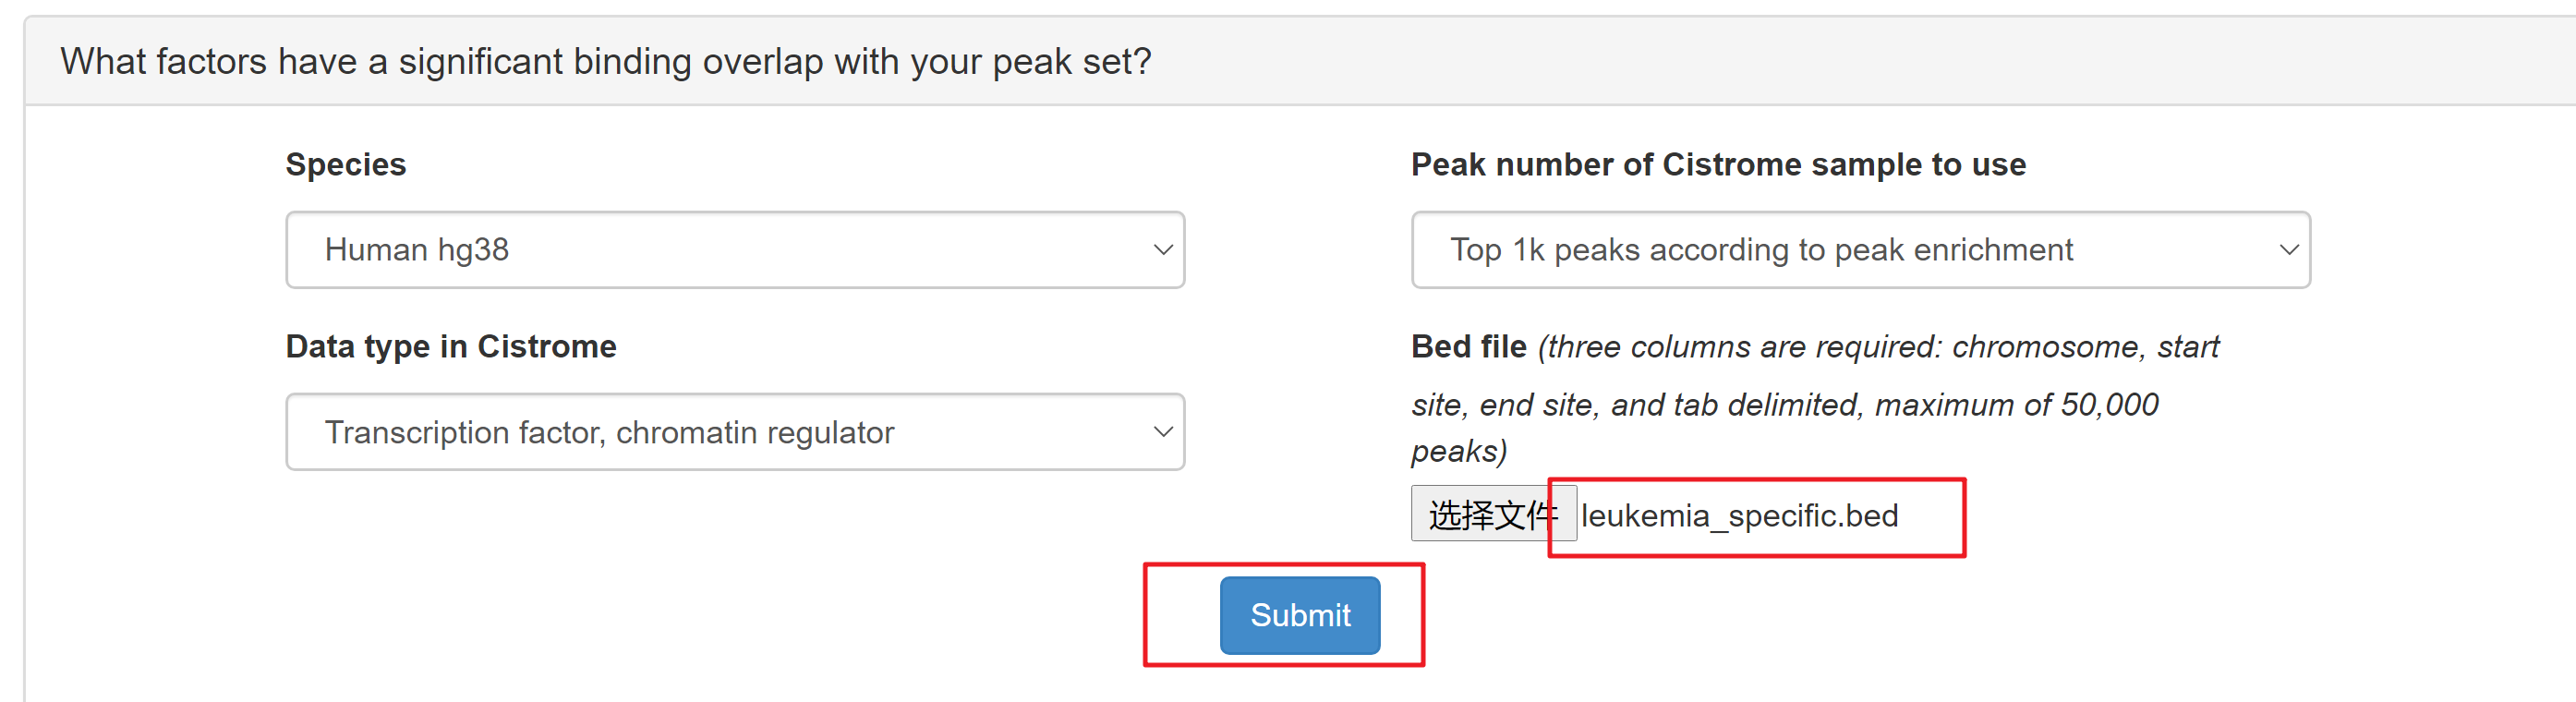 What factors have a significant binding overlap with your peak set?
Species
Peak number of Cistrome sample to use
Human hg38
Top 1k peaks according to peak enrichment
Data type in Cistrome
Bed file (three columns are required: chromosome, start
site, end site, and tab delimited, maximum of 50,000
peaks)
Transcription factor, chromatin regulator
选择文件 leukemia_specific.bed
Submit